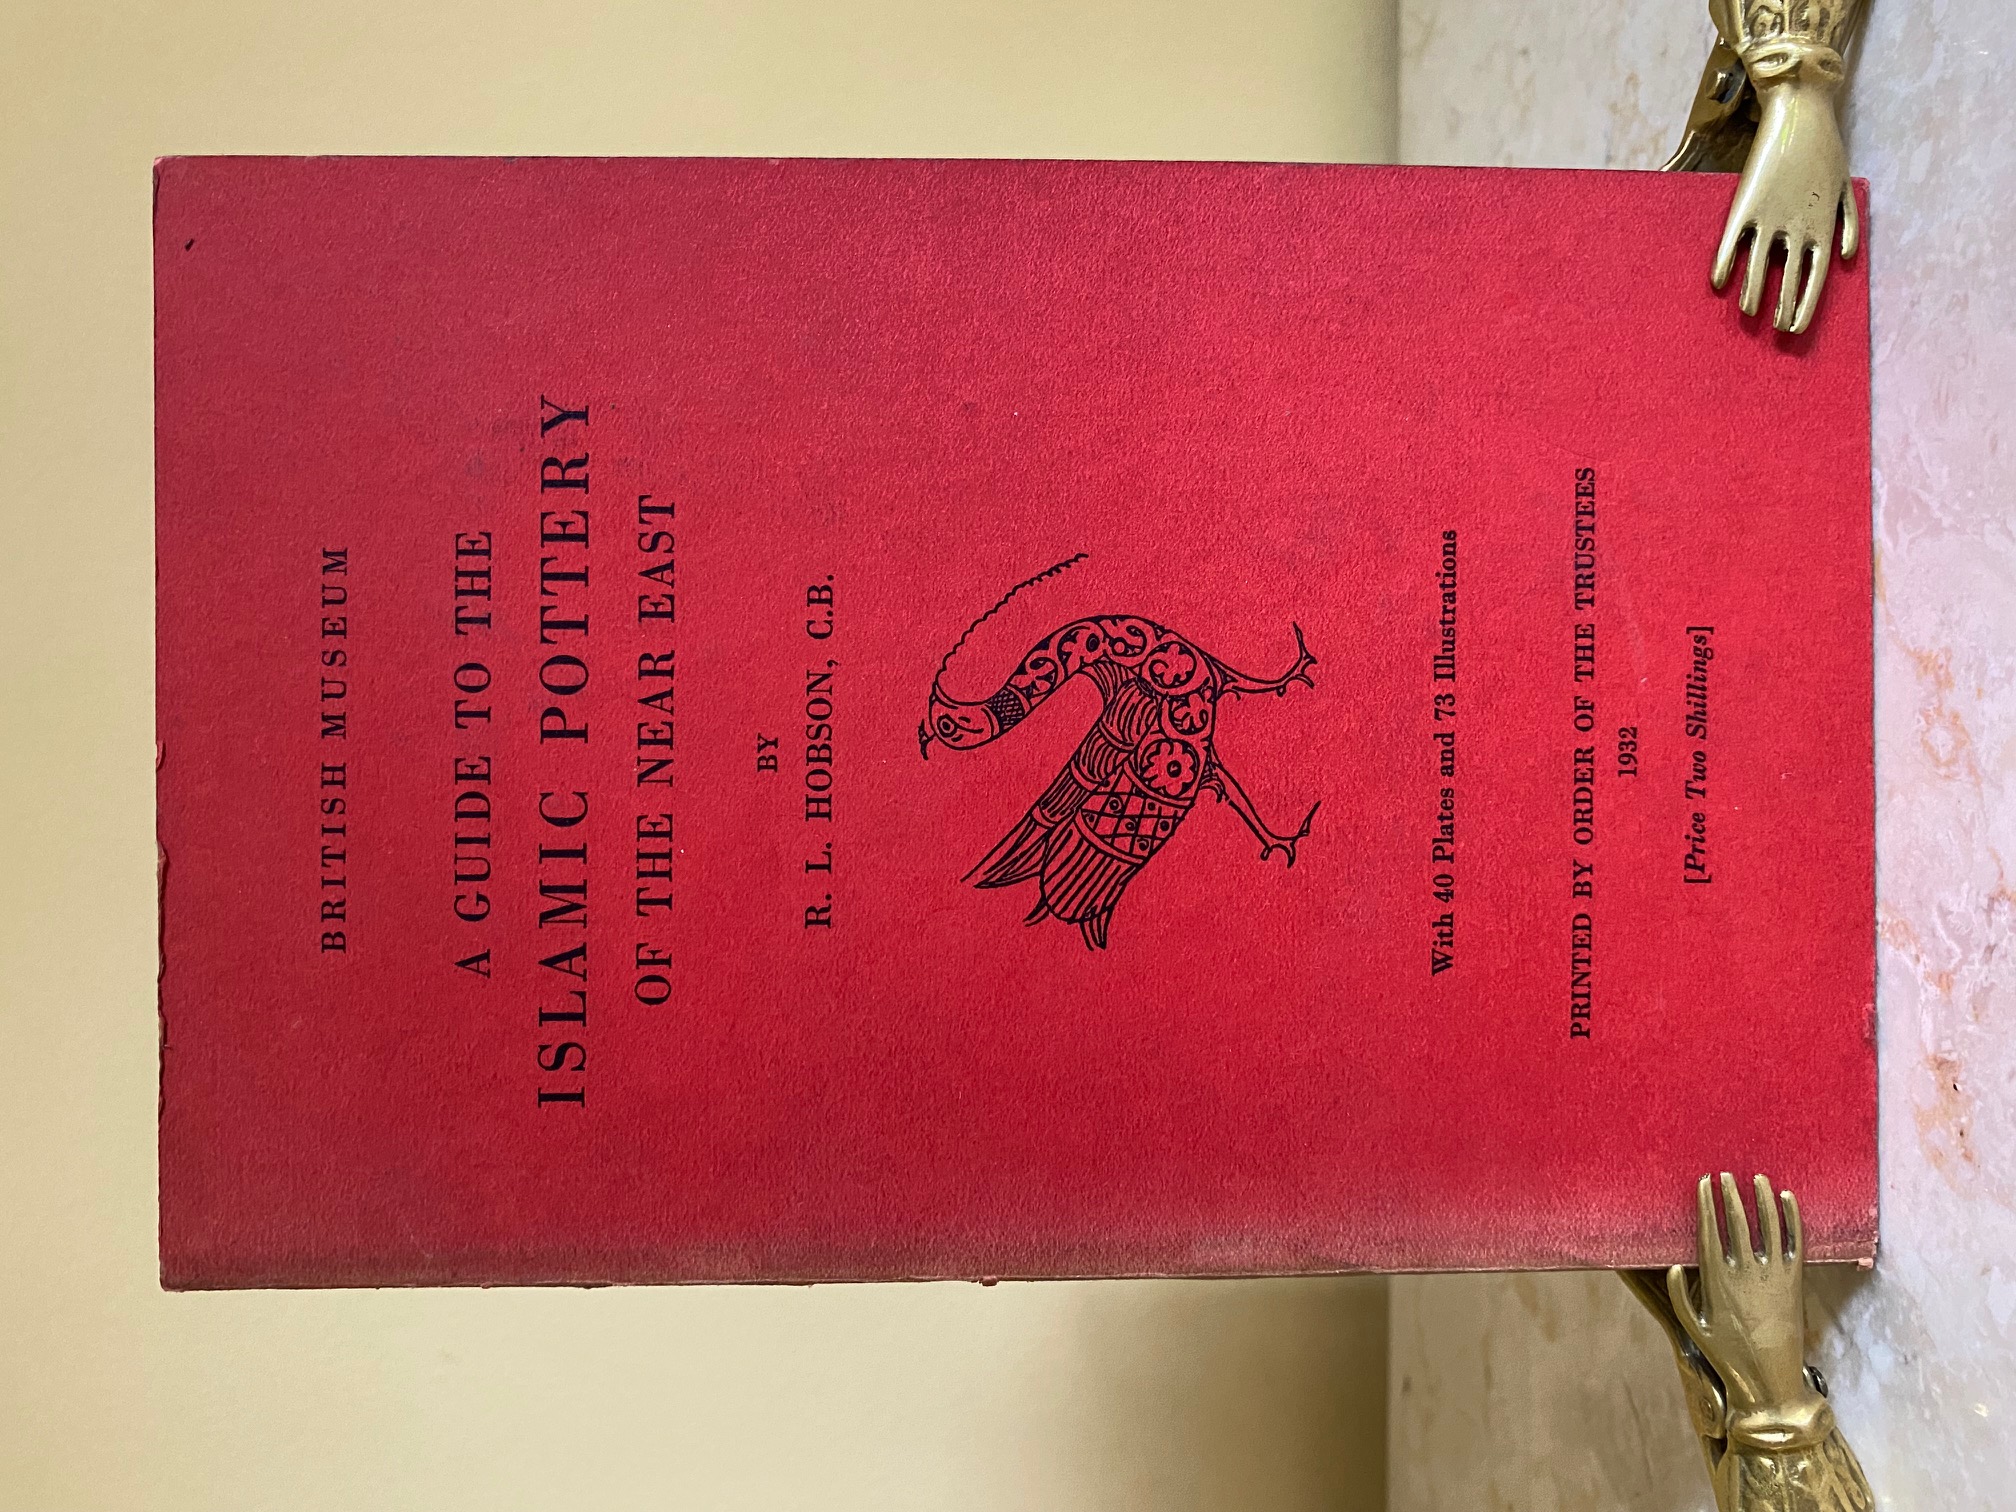 BRITISH MUSEUM
A GUIDE TO THE
ISLAMIC POTTERY
OF THE NEAR EAST
BY
R. L. HOBSON, C.B.
With 40 Plates and 73 Illustrations
PRINTED BY ORDER OF THE TRUSTEES
1932
[Price Two Shillings]